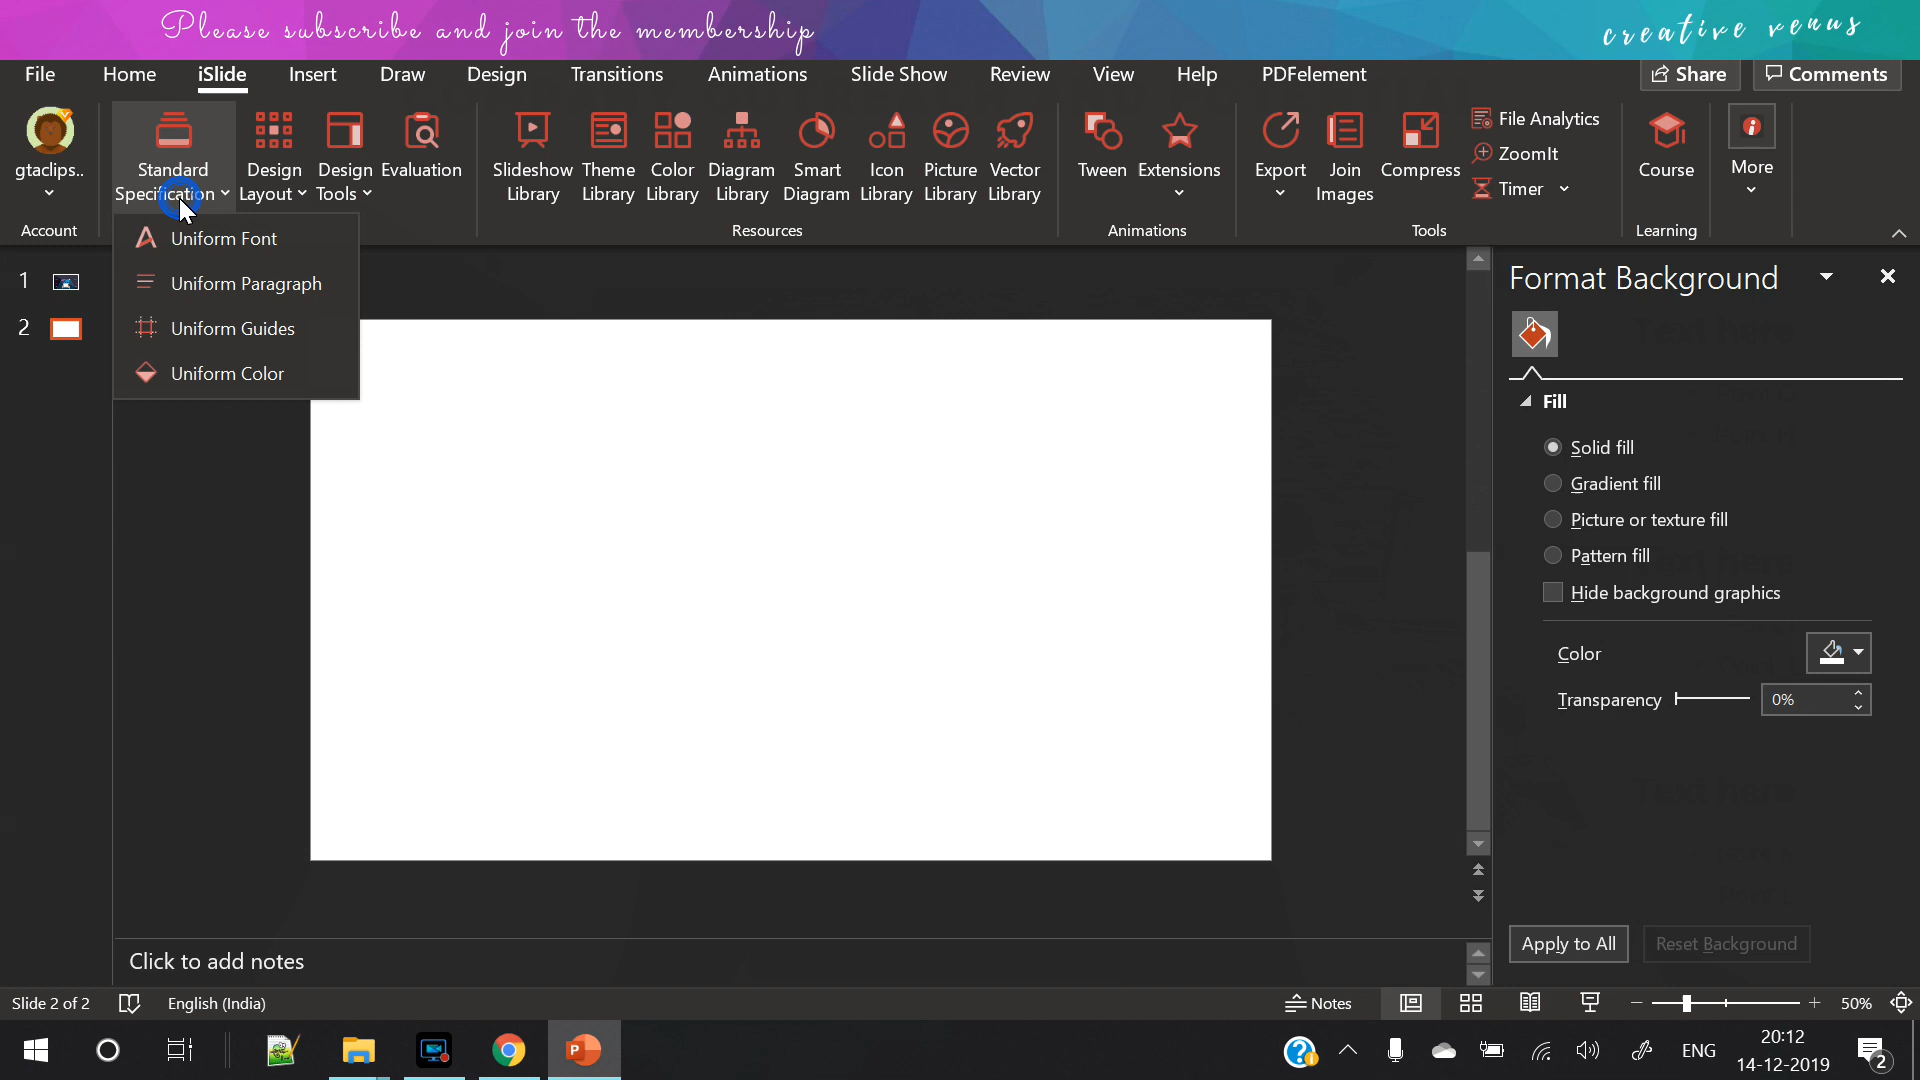 Please subscribe and join the membership
creative venus
File Home iSlide Insert Draw Design Transitions Animations Slide Show Review View Help PDFelement Share Comments
gtaclips..
Account
Standard Specification
Design Layout
Design Tools
Evaluation
Slideshow Library
Theme Library
Color Library
Diagram Library
Smart Diagram
Icon Library
Picture Library
Vector Library
Resources
Tween
Extensions
Animations
Export
Join Images
Compress
File Analytics
ZoomIt
Timer
Tools
Course
Learning
More
Uniform Font
Uniform Paragraph
Uniform Guides
Uniform Color
1
2
Format Background
Fill
Solid fill
Gradient fill
Picture or texture fill
Pattern fill
Hide background graphics
Color
Transparency 0%
Apply to All Reset Background
Click to add notes
Slide 2 of 2 English (India) Notes 50%
ENG
20:12
14-12-2019
2